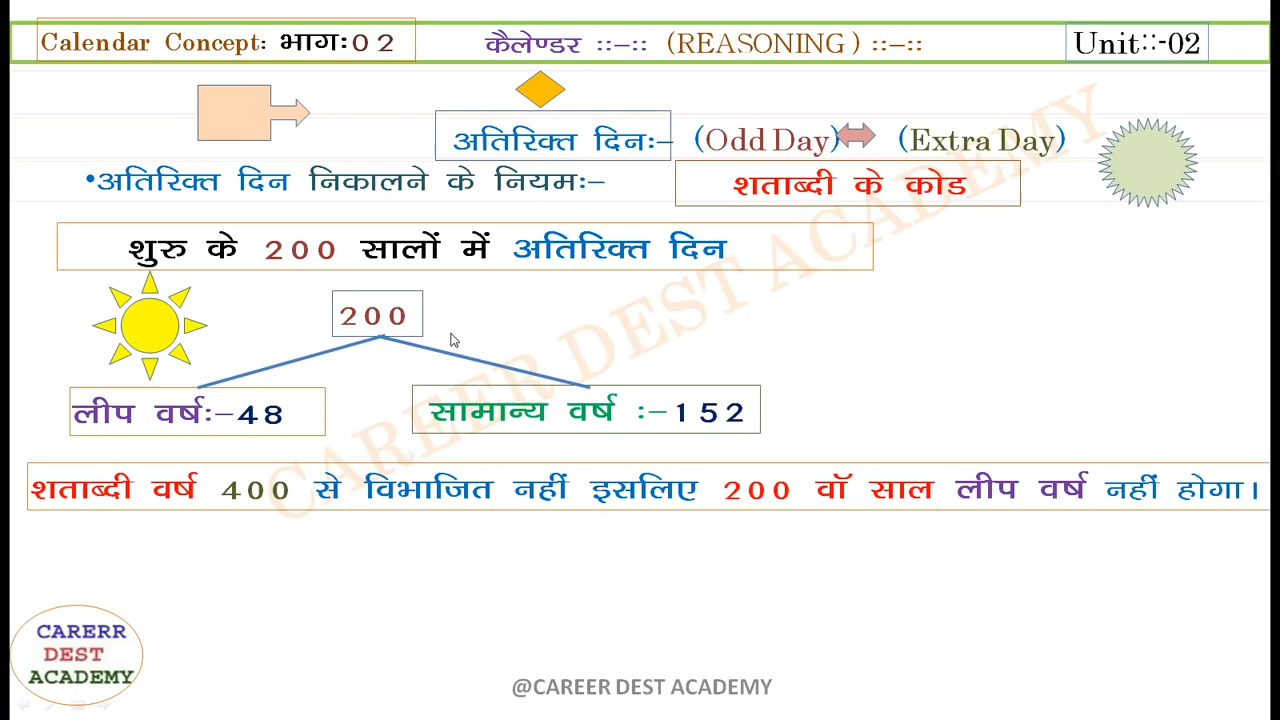 Calendar Concept: भागः02
कैलेण्डर ::-:: (REASONING ) ::-::
Unit::-02
अतिरिक्त दिनः- (Odd Day) (Extra Day)
•अतिरिक्त दिन निकालने के नियमः-
शताब्दी के कोड
शुरु के 200 सालों में अतिरिक्त दिन
200
लीप वर्षः-48
सामान्य वर्ष :-152
शताब्दी वर्ष 400 से विभाजित नहीं इसलिए 200 वॉ साल लीप वर्ष नहीं होगा।
CAREER DEST ACADEMY
CARERR
DEST
ACADEMY
@CAREER DEST ACADEMY